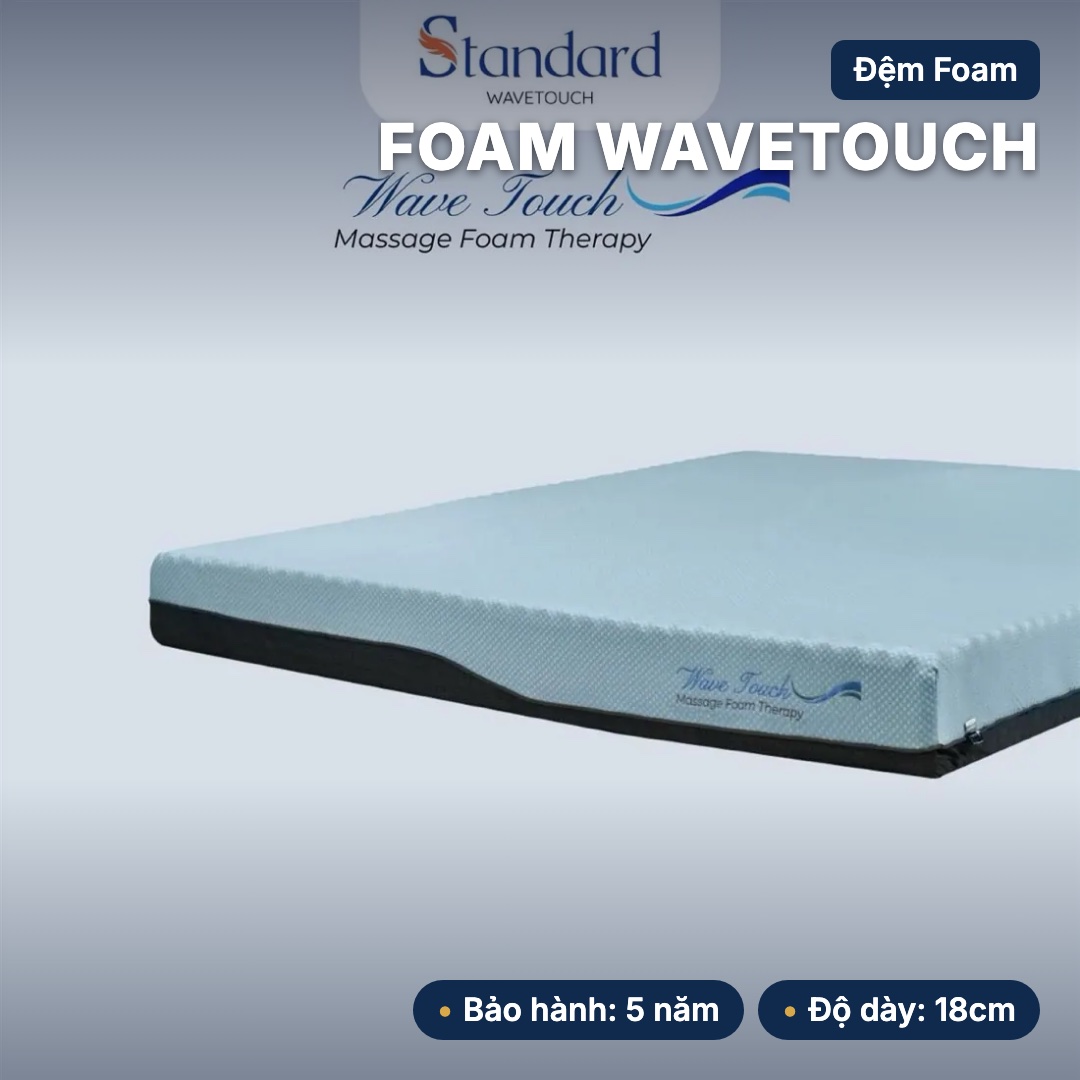 Standard
WAVETOUCH
Đệm Foam
FOAM WAVETOUCH
Wave Touch
Massage Foam Therapy
Wave Touch
Massage Foam Therapy
• Bảo hành: 5 năm
• Độ dày: 18cm